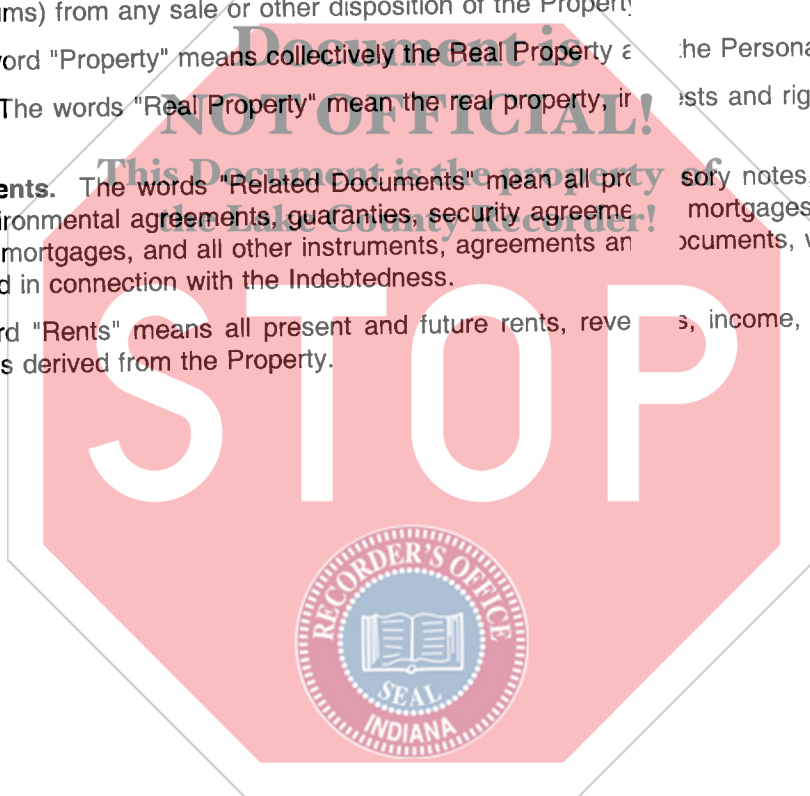 ums) from any sale or other disposition of the Property
Document is
ord "Property" means collectively the Real Property a the Persona
The words "Real Property" mean the real property, in ests and rig
NOT OFFICIAL!
This Document is the property of
ents. The words "Related Documents" mean all pro sory notes,
the Lake County Recorder!
ironmental agreements, guaranties, security agreeme mortgages
mortgages, and all other instruments, agreements an ocuments,
d in connection with the Indebtedness.
rd "Rents" means all present and future rents, reve s, income,
s derived from the Property.
STOP
RECORDER'S OFFICE
SEAL
INDIANA